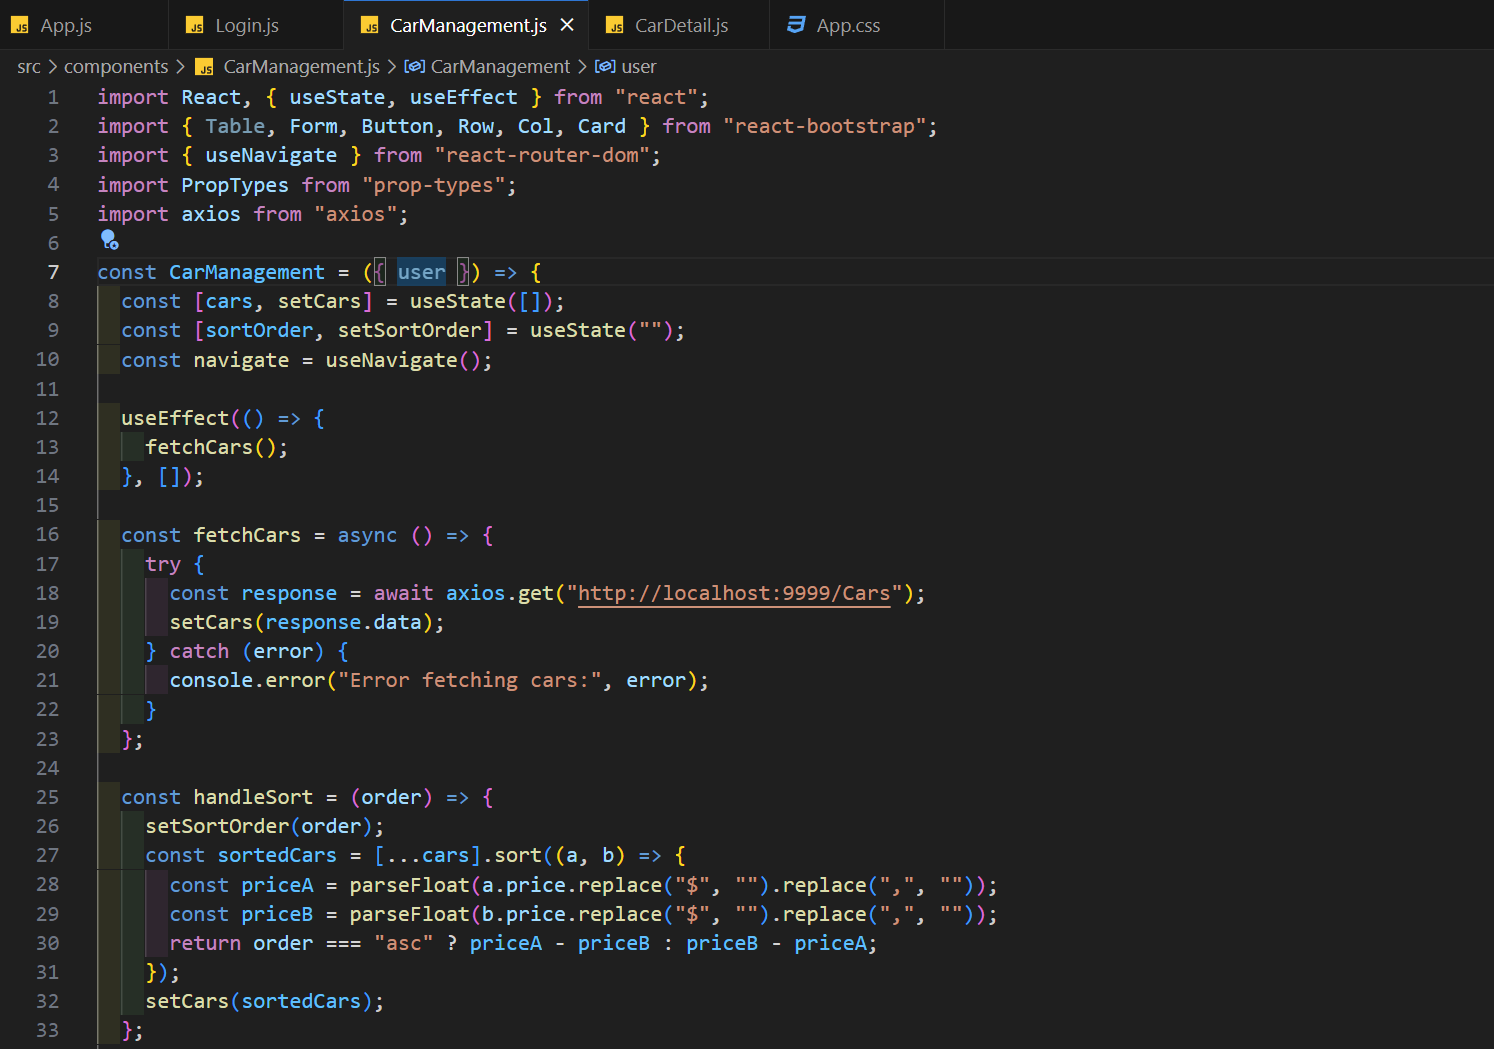 JS App.js JS Login.js JS CarManagement.js × JS CarDetail.js App.css
src > components > JS CarManagement.js > CarManagement > user
1 import React, { useState, useEffect } from "react";
2 import { Table, Form, Button, Row, Col, Card } from "react-bootstrap";
3 import { useNavigate } from "react-router-dom";
4 import PropTypes from "prop-types";
5 import axios from "axios";
6
7 const CarManagement = ({ user }) => {
8   const [cars, setCars] = useState([]);
9   const [sortOrder, setSortOrder] = useState("");
10   const navigate = useNavigate();
11
12   useEffect(() => {
13     fetchCars();
14   }, []);
15
16   const fetchCars = async () => {
17     try {
18       const response = await axios.get("http://localhost:9999/Cars");
19       setCars(response.data);
20     } catch (error) {
21       console.error("Error fetching cars:", error);
22     }
23   };
24
25   const handleSort = (order) => {
26     setSortOrder(order);
27     const sortedCars = [...cars].sort((a, b) => {
28       const priceA = parseFloat(a.price.replace("$", "").replace(",", ""));
29       const priceB = parseFloat(b.price.replace("$", "").replace(",", ""));
30       return order === "asc" ? priceA - priceB : priceB - priceA;
31     });
32     setCars(sortedCars);
33   };